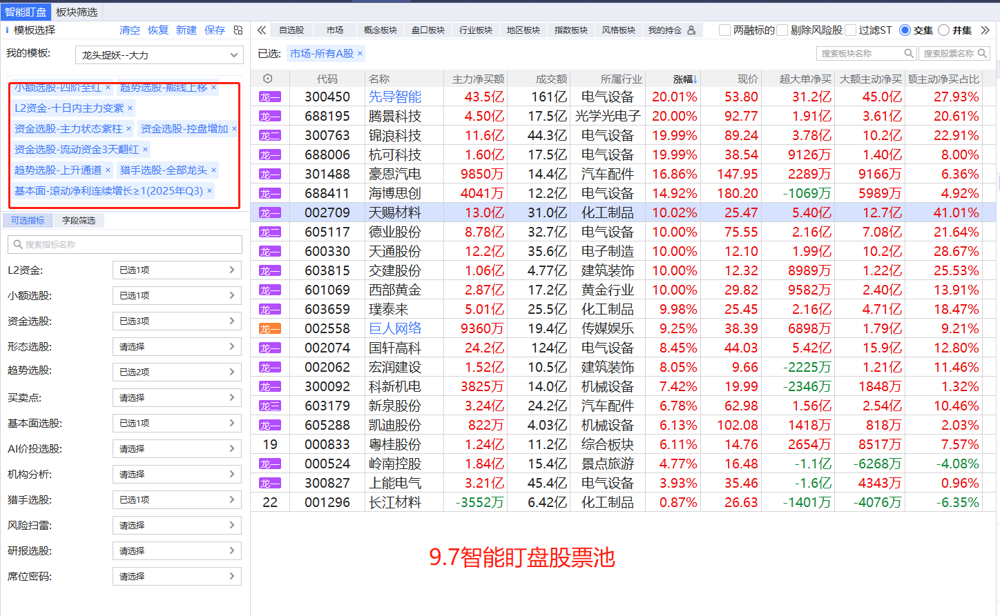 智能盯盘 板块筛选
模板选择 清空 恢复 新建 保存
自选股 市场 概念板块 盘口板块 行业板块 地区板块 指数板块 风格板块 我的持仓 两融标的 剔除风险股 过滤ST 交集 并集
我的模板: 龙头捉妖--大力
已选: 市场-所有A股 × 搜索板块名称 搜索股票名称
小额选股-四阶全红 × 趋势选股-熊线上移 ×
L2资金-十日内主力变紫 ×
资金选股-主力状态紫柱 × 资金选股-控盘增加 ×
资金选股-流动资金3天翻红 ×
趋势选股-上升通道 × 猎手选股-全部龙头 ×
基本面-滚动净利连续增长≥1(2025年Q3) ×
可选指标 字段筛选
搜索指标名称
L2资金: 已选1项
小额选股: 已选1项
资金选股: 已选3项
形态选股: 请选择
趋势选股: 已选2项
买卖点: 请选择
基本面选股: 已选1项
AI价投选股: 请选择
机构分析: 请选择
猎手选股: 已选1项
风险扫雷: 请选择
研报选股: 请选择
席位密码: 请选择
代码 名称 主力净买额 成交额 所属行业 涨幅↓ 现价 超大单净买 大额主动净买 额主动净买占比
龙一 300450 先导智能 43.5亿 161亿 电气设备 20.01% 53.80 31.2亿 45.0亿 27.93%
龙一 688195 腾景科技 4.50亿 17.5亿 光学光电子 20.00% 92.77 1.91亿 3.61亿 20.61%
龙二 300763 锦浪科技 11.6亿 44.3亿 电气设备 19.99% 89.24 3.78亿 10.2亿 22.91%
龙一 688006 杭可科技 1.60亿 17.5亿 电气设备 19.99% 38.54 9126万 1.40亿 8.00%
龙一 301488 豪恩汽电 9850万 14.4亿 汽车配件 16.86% 147.95 2289万 9166万 6.36%
龙一 688411 海博思创 4041万 12.2亿 电气设备 14.92% 180.20 -1069万 5989万 4.92%
龙一 002709 天赐材料 13.0亿 31.0亿 化工制品 10.02% 25.47 5.40亿 12.7亿 41.01%
龙二 605117 德业股份 8.78亿 32.7亿 电气设备 10.00% 75.55 2.16亿 7.08亿 21.64%
龙一 600330 天通股份 12.2亿 35.6亿 电子制造 10.00% 12.10 1.99亿 10.2亿 28.67%
龙一 603815 交建股份 1.06亿 4.77亿 建筑装饰 10.00% 12.32 8989万 1.22亿 25.53%
龙一 601069 西部黄金 2.87亿 17.2亿 黄金行业 10.00% 29.82 9582万 2.40亿 13.91%
龙一 603659 璞泰来 5.01亿 25.5亿 化工制品 9.98% 25.45 2.16亿 4.71亿 18.47%
龙一 002558 巨人网络 9360万 19.4亿 传媒娱乐 9.25% 38.39 6898万 1.79亿 9.21%
龙一 002074 国轩高科 24.2亿 124亿 电气设备 8.45% 44.03 5.42亿 15.9亿 12.80%
龙一 002062 宏润建设 1.52亿 10.5亿 建筑装饰 8.05% 9.66 -2225万 1.21亿 11.46%
龙一 300092 科新机电 3825万 14.0亿 机械设备 7.42% 19.99 -2346万 1848万 1.32%
龙三 603179 新泉股份 3.24亿 24.2亿 汽车配件 6.78% 62.98 1.56亿 2.54亿 10.46%
龙一 605288 凯迪股份 822万 4.03亿 机械设备 6.13% 102.08 1418万 818万 2.03%
19 000833 粤桂股份 1.24亿 11.2亿 综合板块 6.11% 14.76 2654万 8517万 7.57%
龙一 000524 岭南控股 1.84亿 15.4亿 景点旅游 4.77% 16.48 -1.1亿 -6268万 -4.08%
龙一 300827 上能电气 3.21亿 45.4亿 电气设备 3.93% 35.46 -1.6亿 4343万 0.96%
22 001296 长江材料 -3552万 6.42亿 化工制品 0.87% 26.63 -1401万 -4076万 -6.35%
9.7智能盯盘股票池